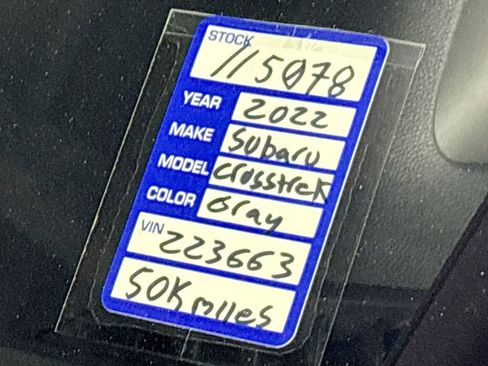 STOCK
115078
YEAR 2022
MAKE Subaru
MODEL Crosstrek
COLOR Gray
VIN 223663
50K miles